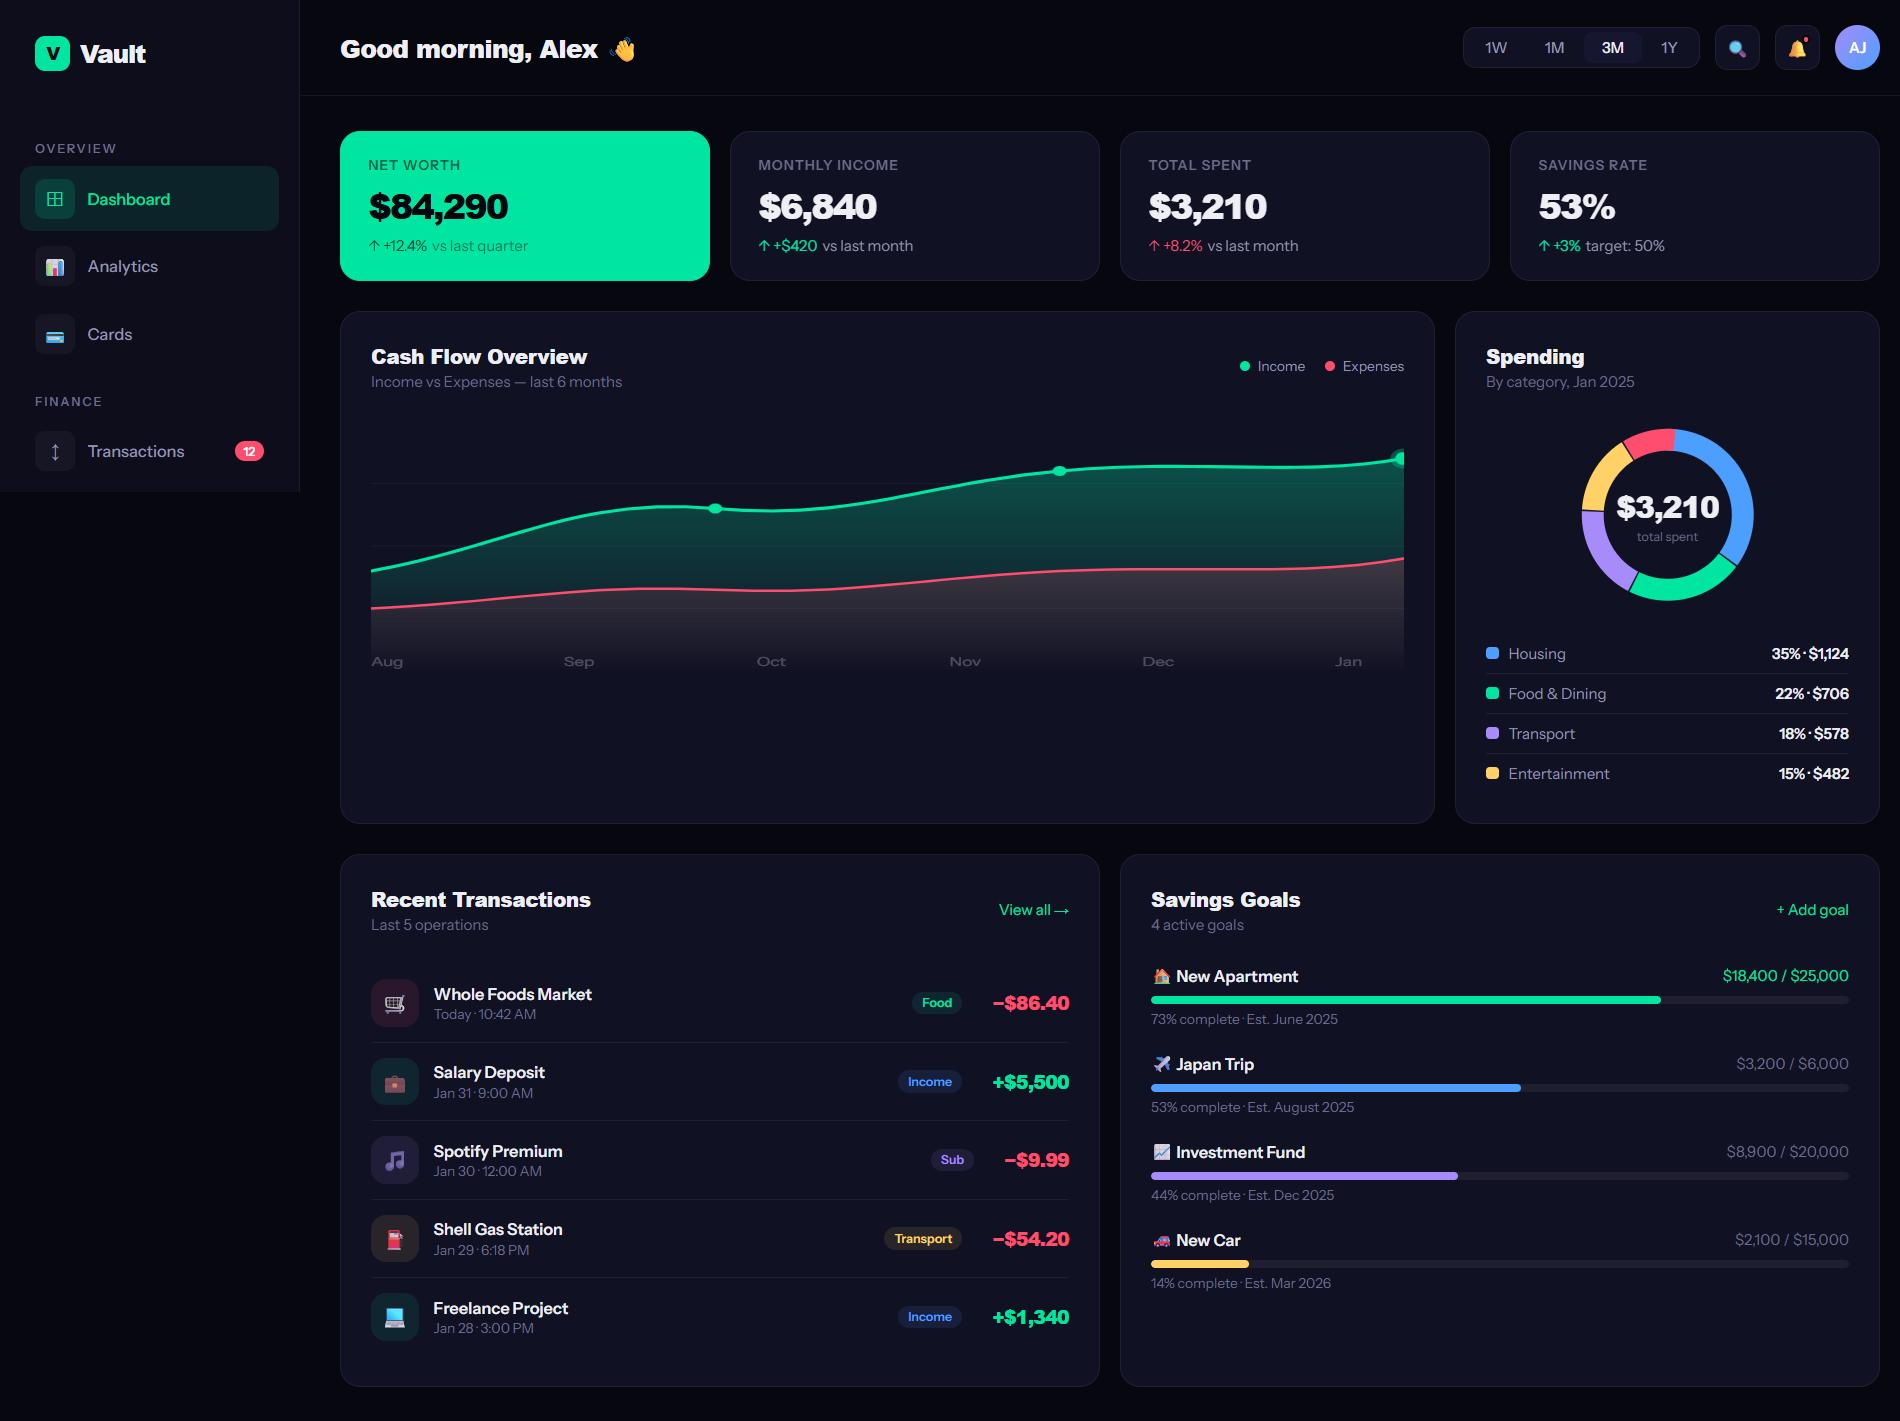 V Vault
OVERVIEW
Dashboard
Analytics
Cards
FINANCE
Transactions 12
Good morning, Alex 👋
1W 1M 3M 1Y
AJ
NET WORTH
$84,290
↑ +12.4% vs last quarter
MONTHLY INCOME
$6,840
↑ +$420 vs last month
TOTAL SPENT
$3,210
↑ +8.2% vs last month
SAVINGS RATE
53%
↑ +3% target: 50%
Cash Flow Overview
Income vs Expenses — last 6 months
Income Expenses
Aug Sep Oct Nov Dec Jan
Spending
By category, Jan 2025
$3,210
total spent
Housing 35% · $1,124
Food & Dining 22% · $706
Transport 18% · $578
Entertainment 15% · $482
Recent Transactions
Last 5 operations
View all →
Whole Foods Market
Today · 10:42 AM
Food −$86.40
Salary Deposit
Jan 31 · 9:00 AM
Income +$5,500
Spotify Premium
Jan 30 · 12:00 AM
Sub −$9.99
Shell Gas Station
Jan 29 · 6:18 PM
Transport −$54.20
Freelance Project
Jan 28 · 3:00 PM
Income +$1,340
Savings Goals
4 active goals
+ Add goal
🏠 New Apartment $18,400 / $25,000
73% complete · Est. June 2025
✈️ Japan Trip $3,200 / $6,000
53% complete · Est. August 2025
📈 Investment Fund $8,900 / $20,000
44% complete · Est. Dec 2025
🚗 New Car $2,100 / $15,000
14% complete · Est. Mar 2026